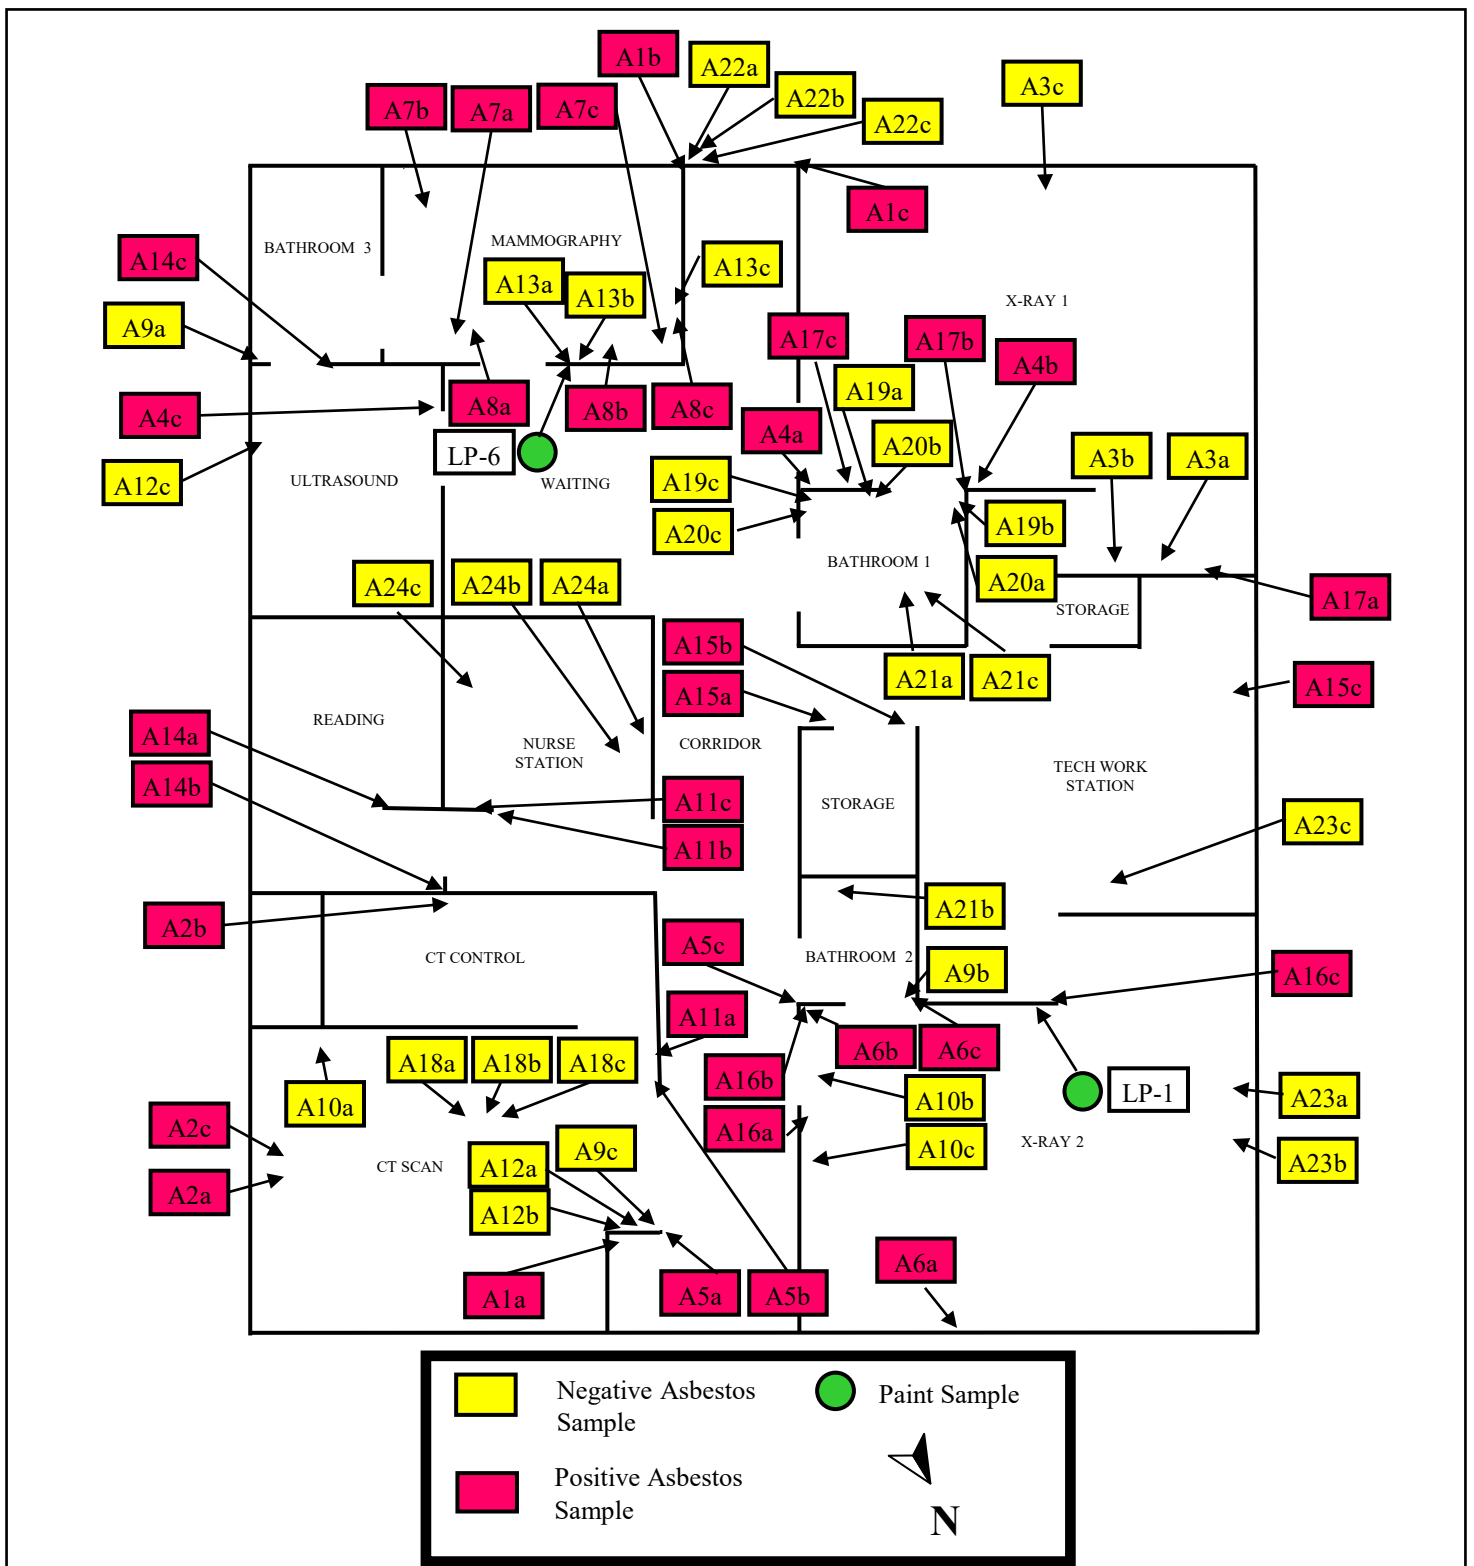 A1b
A22a
A22b
A22c
A3c
A7b
A7a
A7c
A1c
BATHROOM 3
MAMMOGRAPHY
A14c
A13a
A13b
A13c
X-RAY 1
A9a
A17c
A17b
A4b
A19a
A4c
A8a
A8b
A8c
A4a
A20b
LP-6
WAITING
A12c
ULTRASOUND
A19c
A20c
A3b
A3a
A19b
BATHROOM 1
A20a
STORAGE
A17a
A24c
A24b
A24a
A15b
A15a
A21a
A21c
A15c
READING
A14a
A14b
NURSE
STATION
CORRIDOR
TECH WORK
STATION
A11c
A11b
STORAGE
A23c
A2b
A21b
CT CONTROL
A5c
BATHROOM 2
A9b
A16c
A11a
A6b
A6c
A18a
A18b
A18c
A10a
A16b
A10b
LP-1
A23a
A2c
A16a
A10c
X-RAY 2
A23b
CT SCAN
A12a
A9c
A2a
A12b
A6a
A1a
A5a
A5b
Negative Asbestos
Sample
Paint Sample
Positive Asbestos
Sample
N